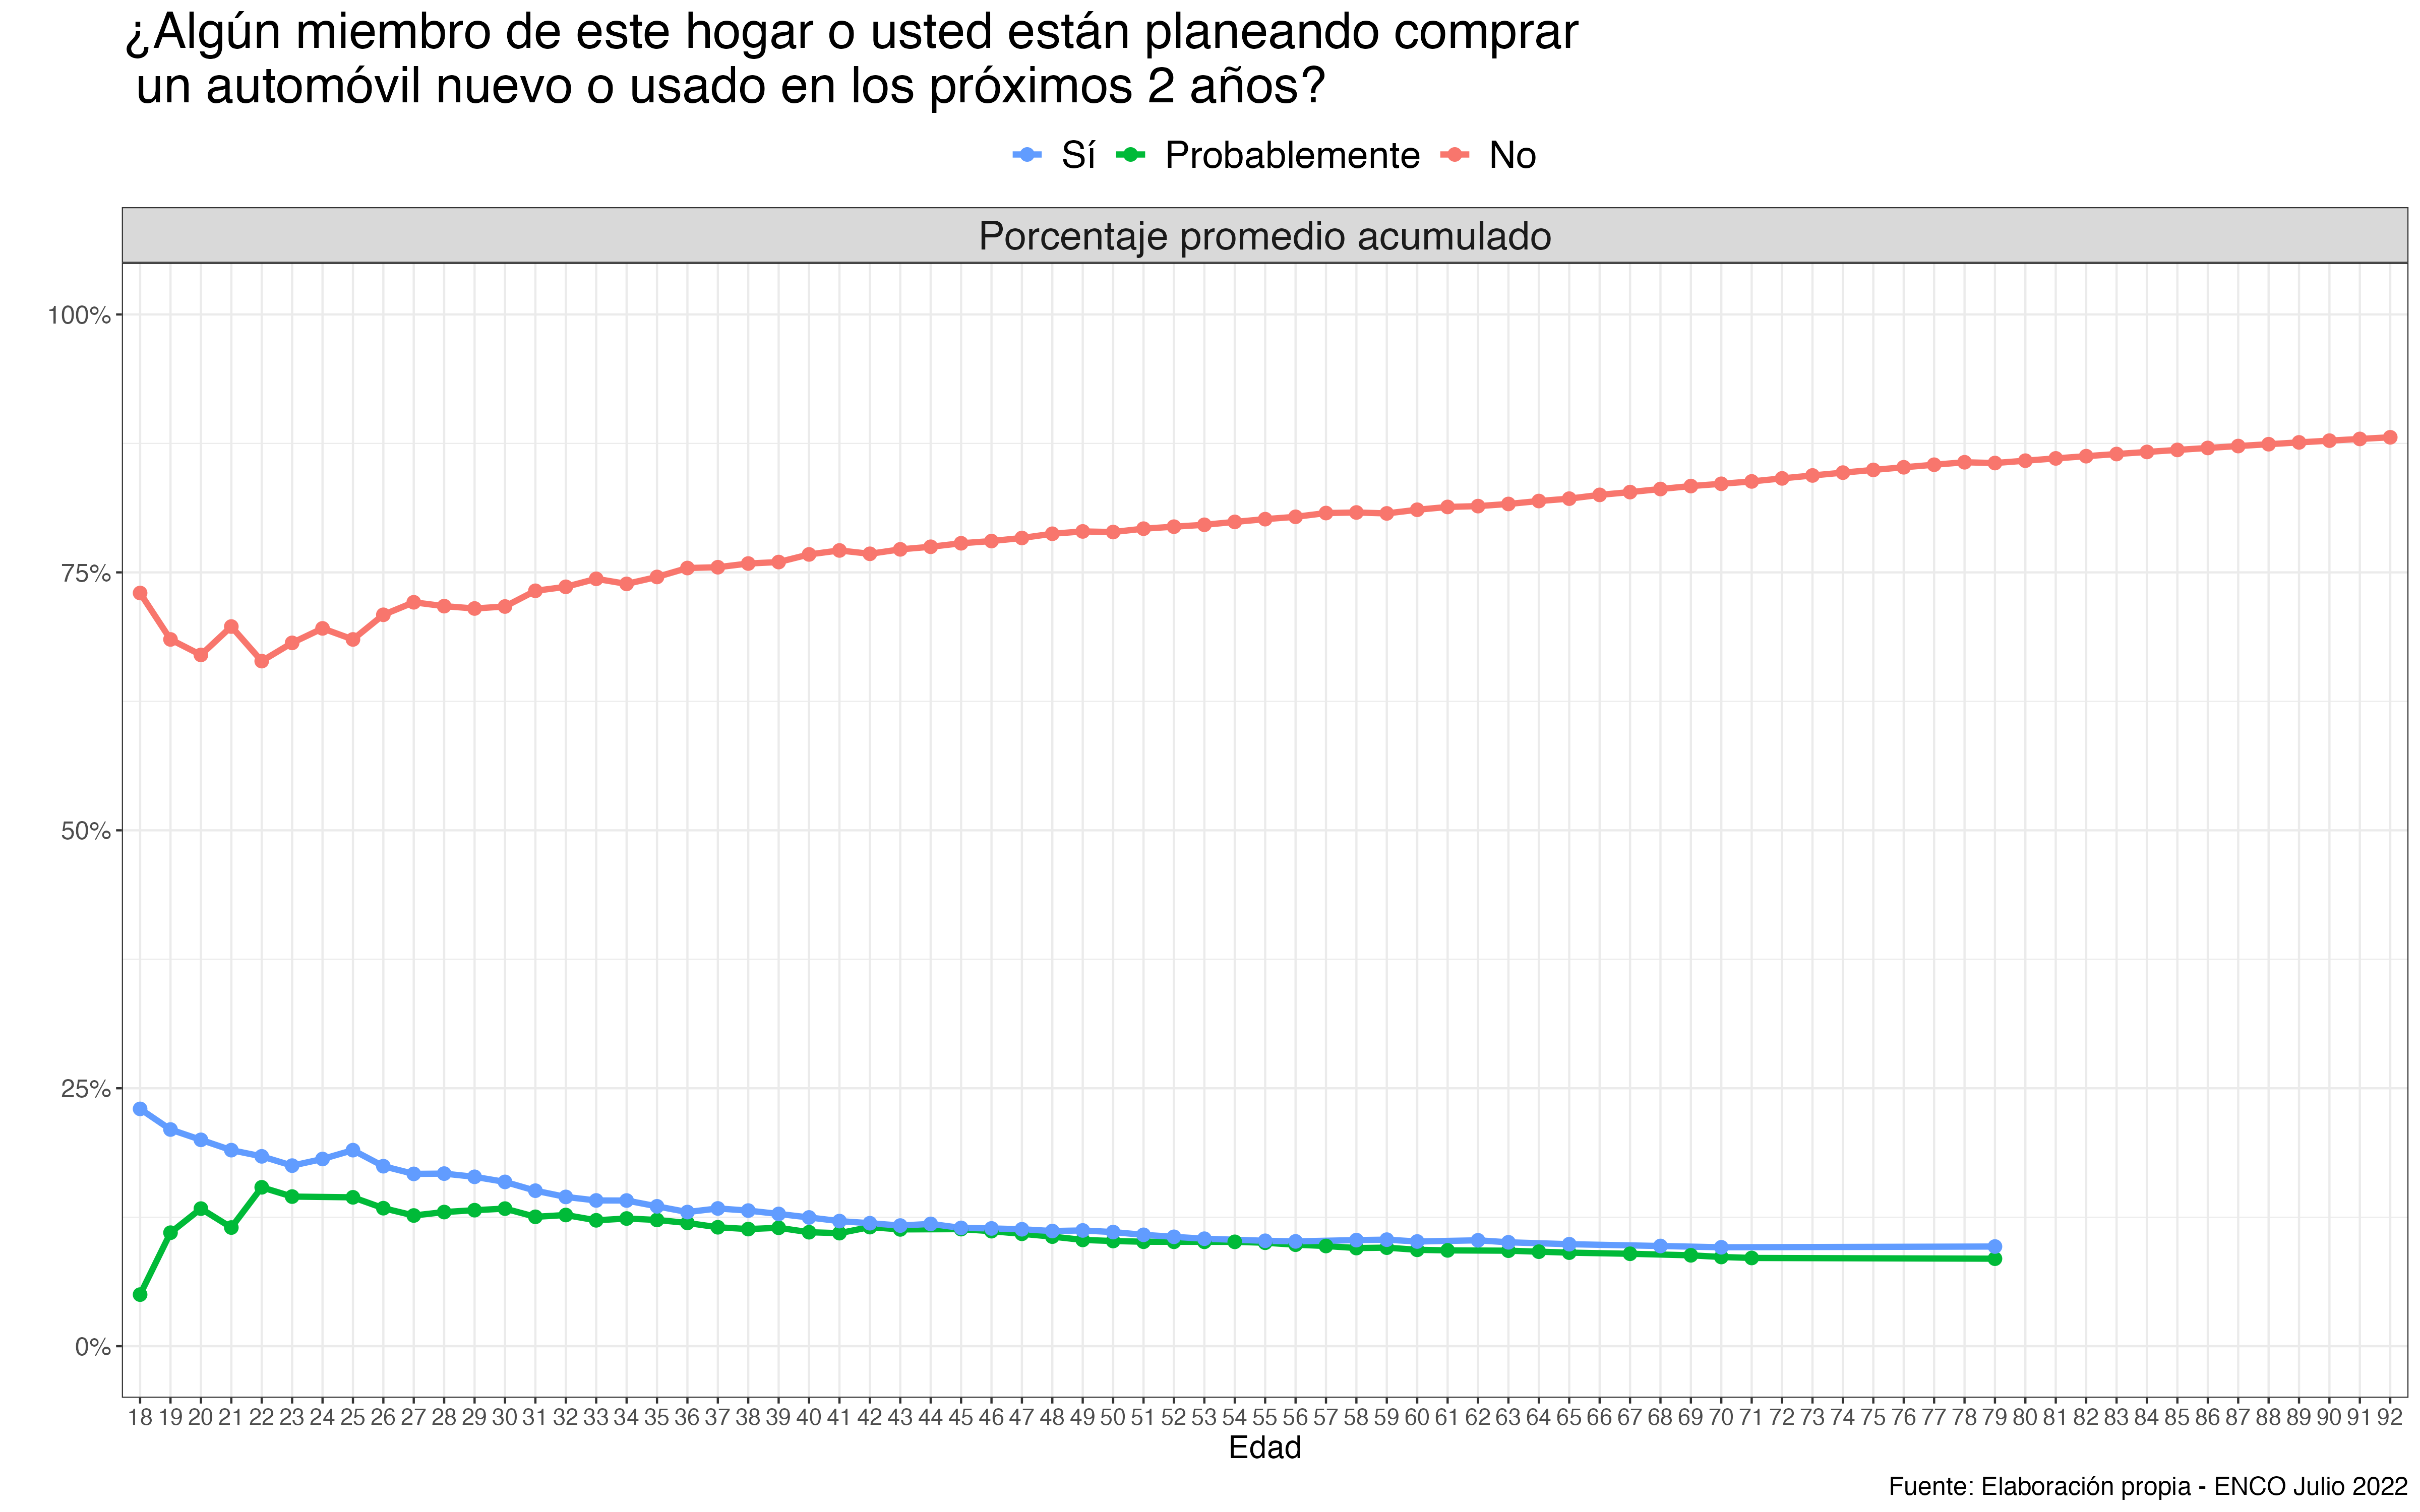 ¿Algún miembro de este hogar o usted están planeando comprar
un automóvil nuevo o usado en los próximos 2 años?
Sí Probablemente No
Porcentaje promedio acumulado
100%
75%
50%
25%
0%
18 19 20 21 22 23 24 25 26 27 28 29 30 31 32 33 34 35 36 37 38 39 40 41 42 43 44 45 46 47 48 49 50 51 52 53 54 55 56 57 58 59 60 61 62 63 64 65 66 67 68 69 70 71 72 73 74 75 76 77 78 79 80 81 82 83 84 85 86 87 88 89 90 91 92
Edad
Fuente: Elaboración propia - ENCO Julio 2022